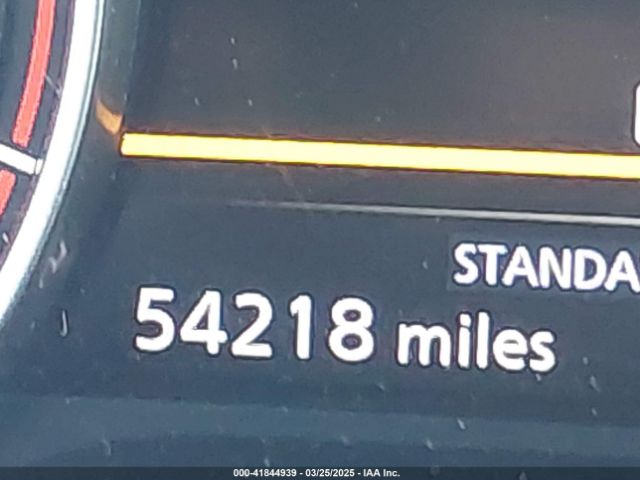 STANDA
54218 miles
000-41844939 - 03/25/2025 - IAA Inc.